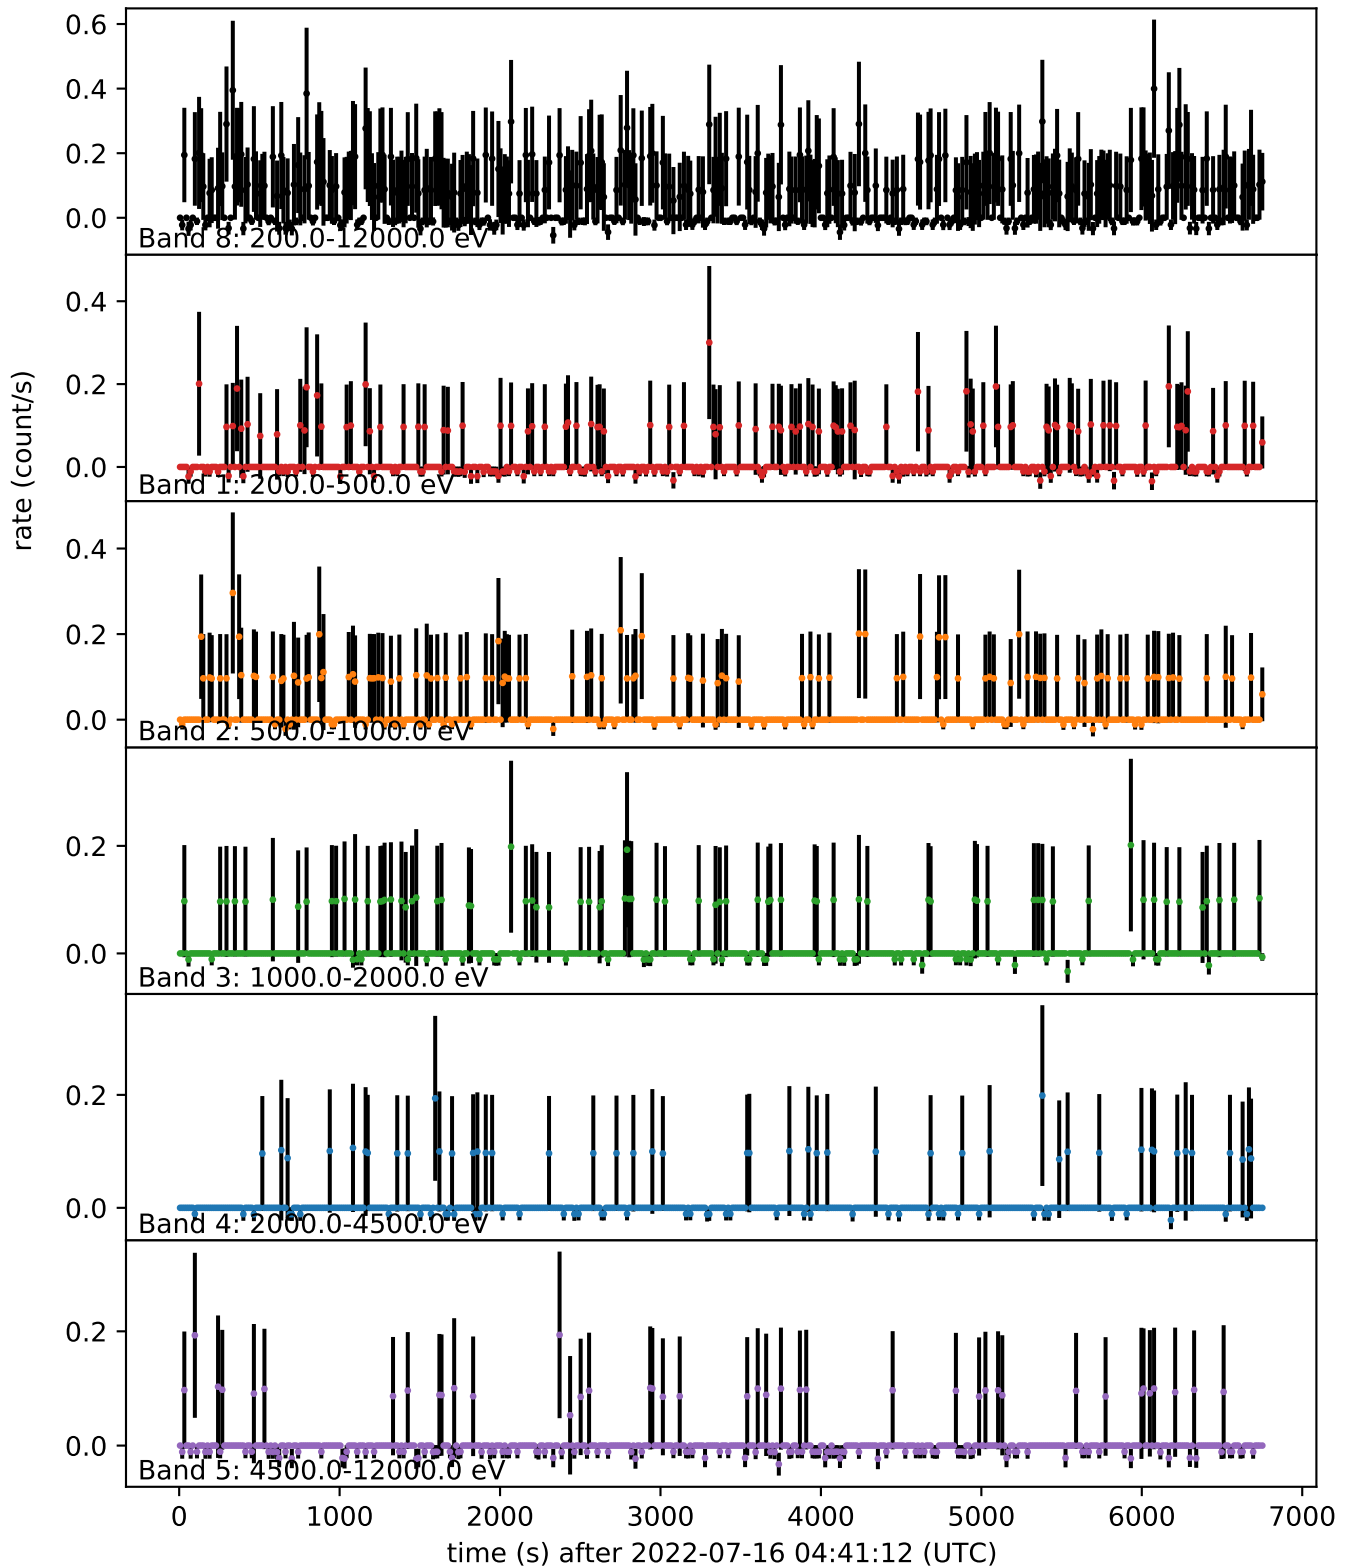 0.6
0.4
0.2
0.0
Band 8: 200.0-12000.0 eV
0.4
0.2
0.0
Band 1: 200.0-500.0 eV
rate (count/s)
0.4
0.2
0.0
Band 2: 500.0-1000.0 eV
0.2
0.0
Band 3: 1000.0-2000.0 eV
0.2
0.0
Band 4: 2000.0-4500.0 eV
0.2
0.0
Band 5: 4500.0-12000.0 eV
0 1000 2000 3000 4000 5000 6000 7000
time (s) after 2022-07-16 04:41:12 (UTC)